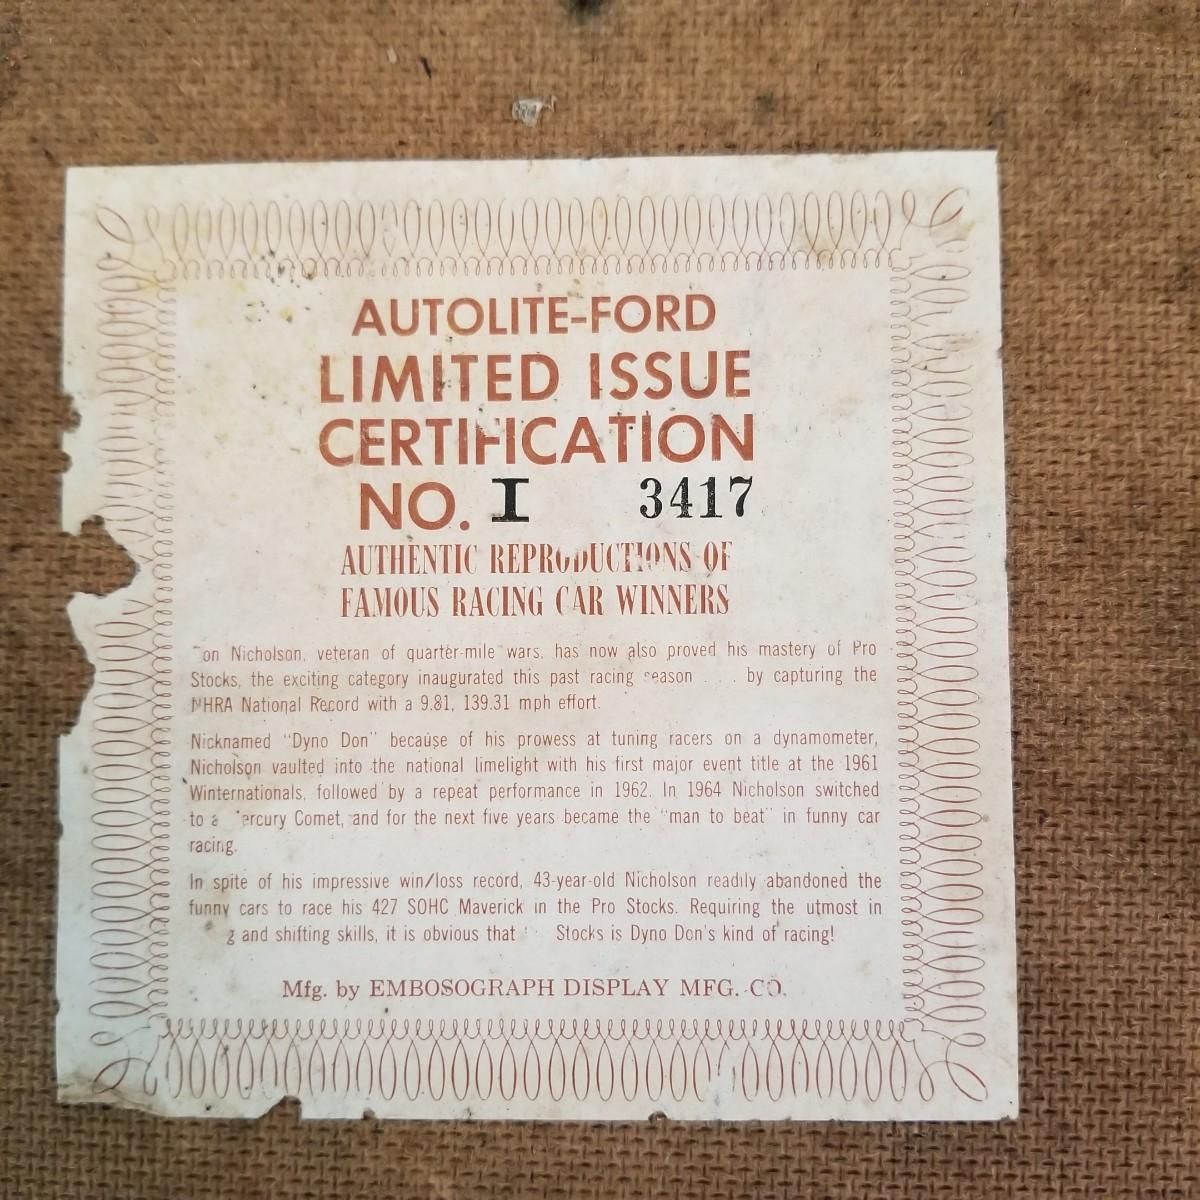 AUTOLITE-FORD
LIMITED ISSUE
CERTIFICATION
NO. I 3417
AUTHENTIC REPRODUCTIONS OF
FAMOUS RACING CAR WINNERS
on Nicholson, veteran of quarter-mile wars, has now also proved his mastery of Pro
Stocks, the exciting category inaugurated this past racing season . . . by capturing the
NHRA National Record with a 9.81, 139.31 mph effort.
Nicknamed "Dyno Don" because of his prowess at tuning racers on a dynamometer,
Nicholson vaulted into the national limelight with his first major event title at the 1961
Winternationals, followed by a repeat performance in 1962. In 1964 Nicholson switched
to a ercury Comet, and for the next five years became the "man to beat" in funny car
racing.
In spite of his impressive win/loss record, 43-year-old Nicholson readily abandoned the
funny cars to race his 427 SOHC Maverick in the Pro Stocks. Requiring the utmost in
g and shifting skills, it is obvious that Stocks is Dyno Don's kind of racing!
Mfg. by EMBOSOGRAPH DISPLAY MFG. CO.